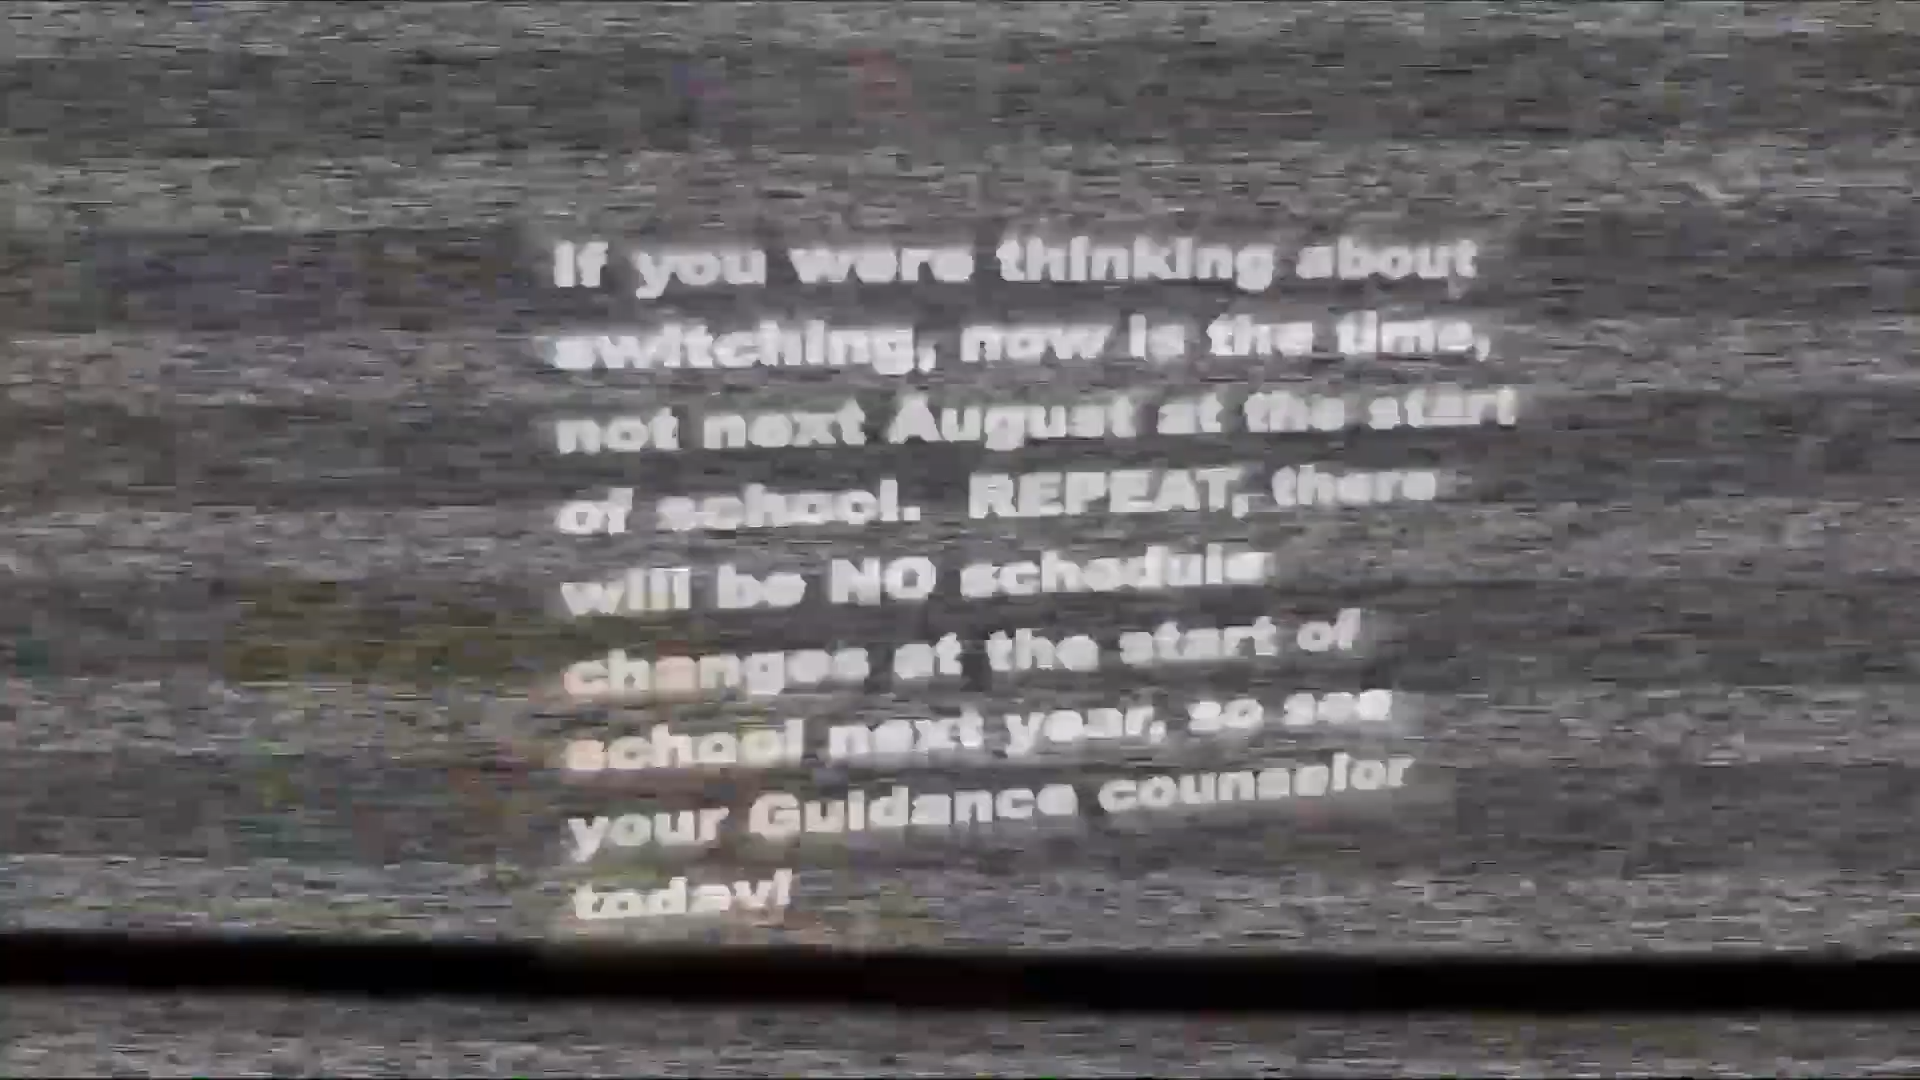 If you were thinking about
switching, now is the time,
not next August at the start
of school.  REPEAT, there
will be NO schedule
changes at the start of
school next year, so see
your Guidance counselor
today!